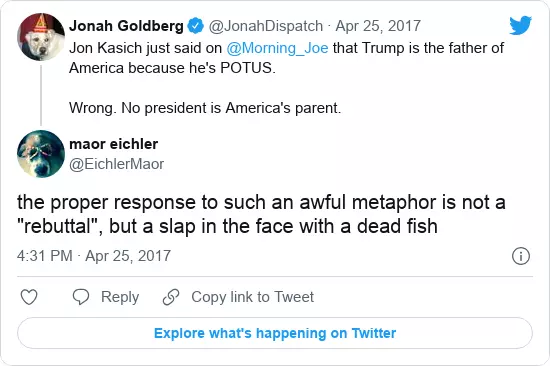 Jonah Goldberg @JonahDispatch · Apr 25, 2017
Jon Kasich just said on @Morning_Joe that Trump is the father of
America because he's POTUS.
Wrong. No president is America's parent.
maor eichler
@EichlerMaor
the proper response to such an awful metaphor is not a
"rebuttal", but a slap in the face with a dead fish
4:31 PM · Apr 25, 2017
Reply Copy link to Tweet
Explore what's happening on Twitter